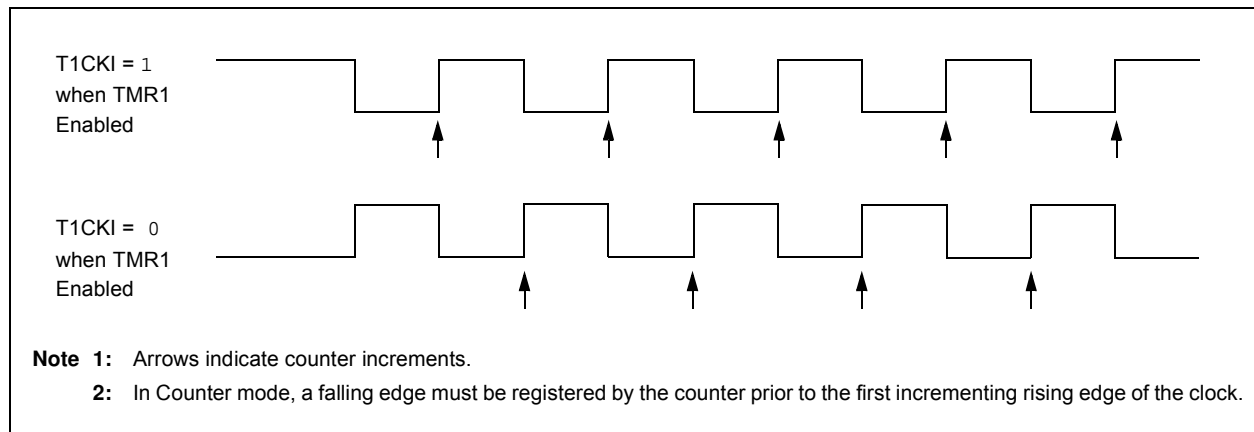 T1CKI = 1
when TMR1
Enabled
T1CKI = 0
when TMR1
Enabled
Note 1: Arrows indicate counter increments.
2: In Counter mode, a falling edge must be registered by the counter prior to the first incrementing rising edge of the clock.